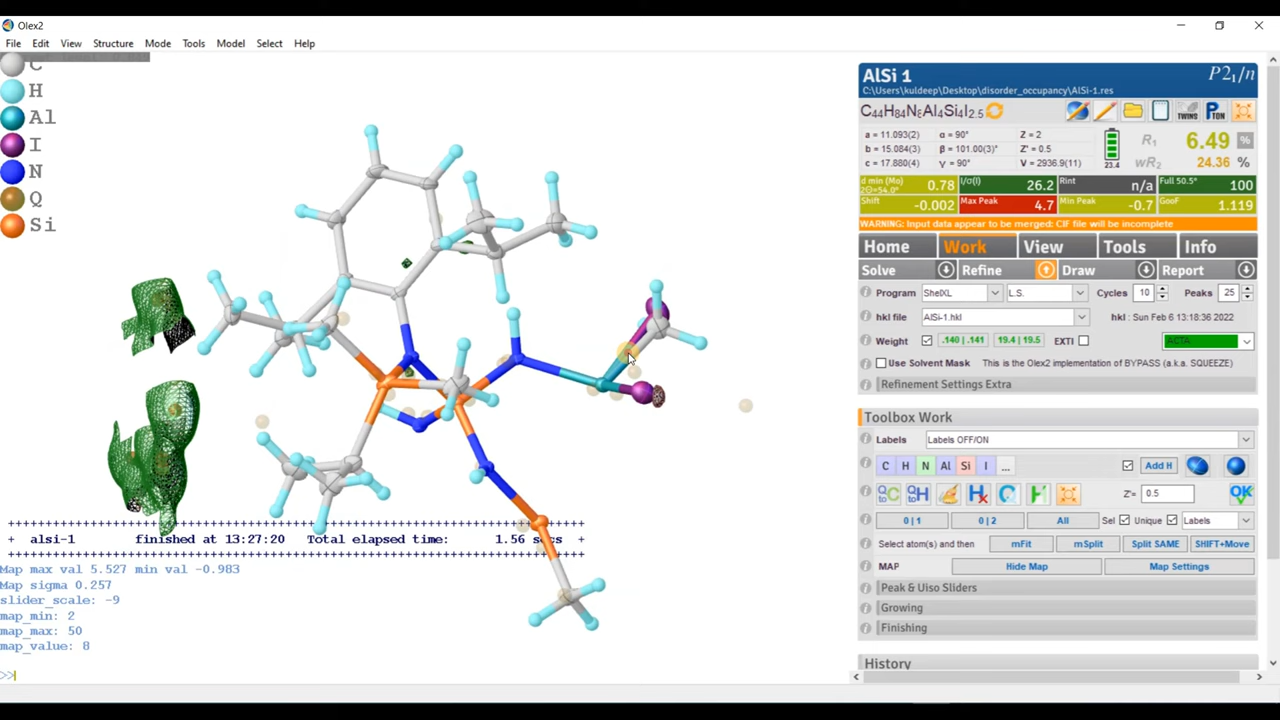 Olex2
File Edit View Structure Mode Tools Model Select Help
C
H
Al
I
N
Q
Si
++++++++++++++++++++++++++++++++++++++++++++++++++++++++++++++++++++++++++++
+ alsi-1 finished at 13:27:20 Total elapsed time: 1.56 secs +
++++++++++++++++++++++++++++++++++++++++++++++++++++++++++++++++++++++++++++
Map max val 5.527 min val -0.983
Map sigma 0.257
slider_scale: -9
map_min: 2
map_max: 50
map_value: 8
>>
AlSi 1 P2₁/n
C:\Users\kuldeep\Desktop\disorder_occupancy\AlSi-1.res
C₄₄H₈₄N₈Al₄Si₄I₂.₅ TWINS PTON
a = 11.093(2) α = 90° Z = 2
b = 15.084(3) β = 101.00(3)° Z' = 0.5
c = 17.880(4) γ = 90° V = 2936.9(11)
23.4
R₁ 6.49 %
wR₂ 24.36 %
d min (Mo) 2Θ=54.0° 0.78 I/σ(I) 26.2 Rint n/a Full 50.5° 100
Shift -0.002 Max Peak 4.7 Min Peak -0.7 GooF 1.119
WARNING: Input data appear to be merged: CIF file will be incomplete
Home Work View Tools Info
Solve Refine Draw Report
Program ShelXL L.S. Cycles 10 Peaks 25
hkl file AlSi-1.hkl hkl : Sun Feb 6 13:18:36 2022
Weight .140 | .141 19.4 | 19.5 EXTI ACTA
Use Solvent Mask This is the Olex2 implementation of BYPASS (a.k.a. SQUEEZE)
Refinement Settings Extra
Toolbox Work
Labels Labels OFF/ON
C H N Al Si I ... Add H
Z'= 0.5 OK
0 | 1 0 | 2 All Sel Unique Labels
Select atom(s) and then mFit mSplit Split SAME SHIFT+Move
MAP Hide Map Map Settings
Peak & Uiso Sliders
Growing
Finishing
History